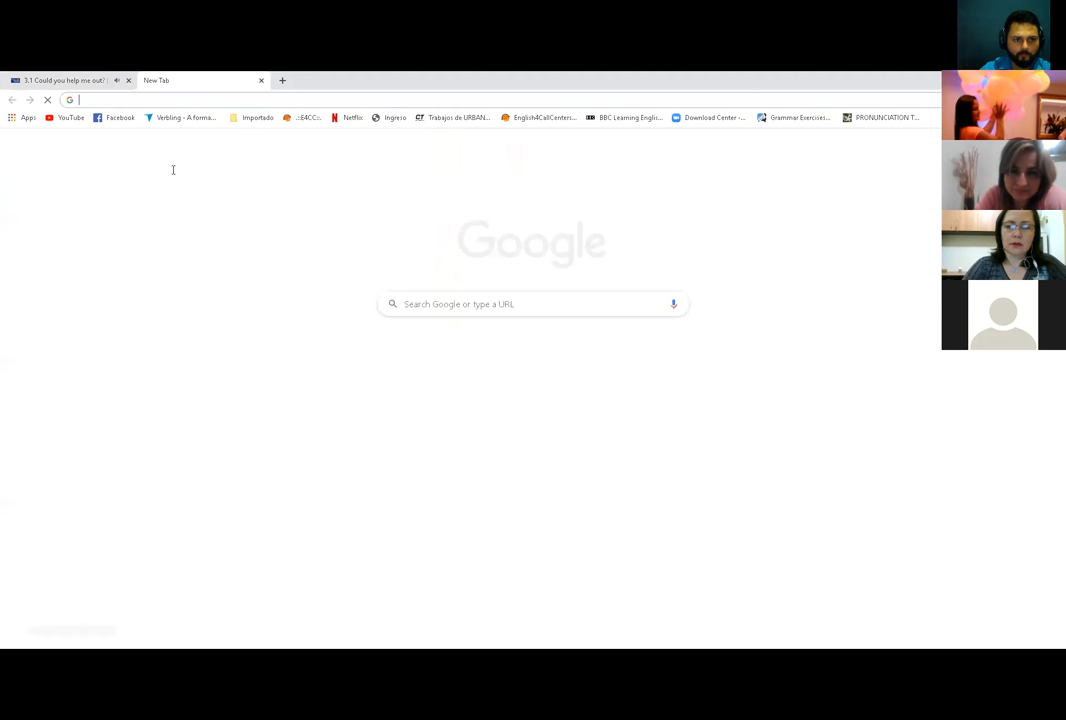 3.1 Could you help me out? |
New Tab
Apps
YouTube
Facebook
Verbling - A forma...
Importado
.::E4CC::.
Netflix
Ingreso
Trabajos de URBAN...
English4CallCenters...
BBC Learning Englis...
Download Center -...
Grammar Exercises...
PRONUNCIATION T...
Google
Search Google or type a URL